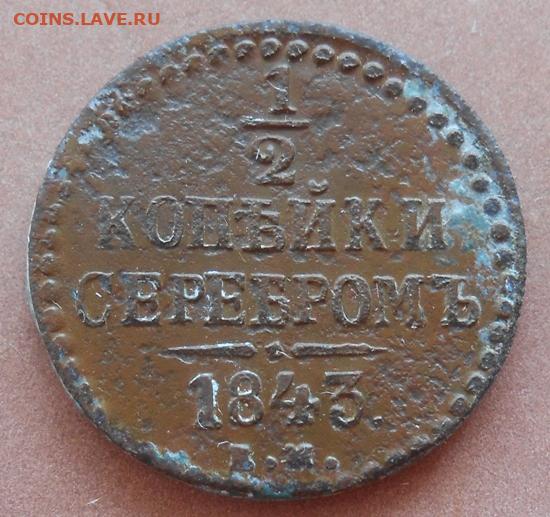 COINS.LAVE.RU
1
2
КОПѢЙКИ
СЕРЕБРОМЪ
1843.
Е.М.